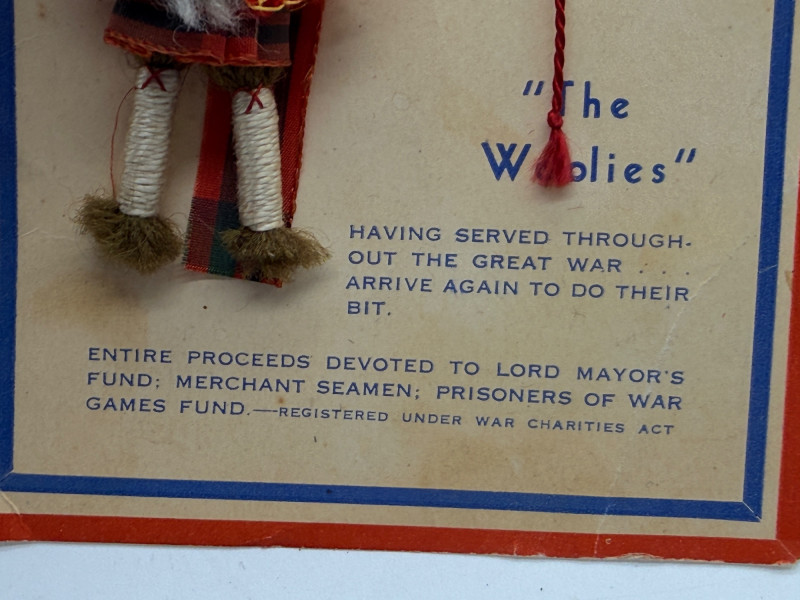 "The
Woolies"
HAVING SERVED THROUGH-
OUT THE GREAT WAR . . .
ARRIVE AGAIN TO DO THEIR
BIT.
ENTIRE PROCEEDS DEVOTED TO LORD MAYOR'S
FUND; MERCHANT SEAMEN; PRISONERS OF WAR
GAMES FUND.—REGISTERED UNDER WAR CHARITIES ACT